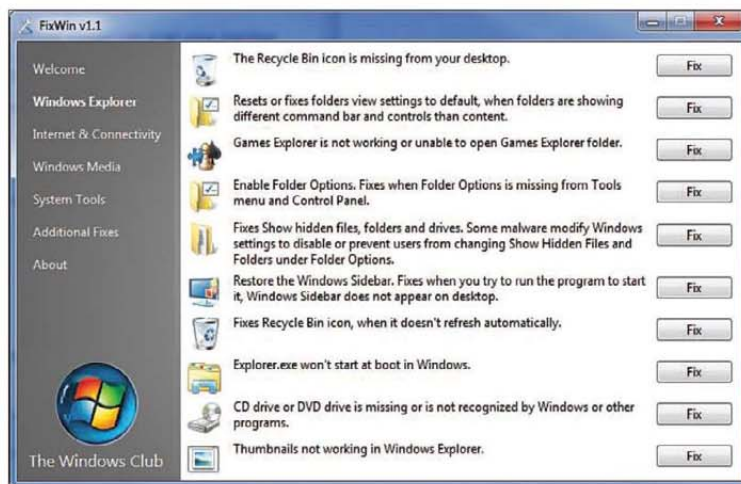 FixWin v1.1
Welcome
Windows Explorer
Internet & Connectivity
Windows Media
System Tools
Additional Fixes
About
The Windows Club
The Recycle Bin icon is missing from your desktop.
Fix
Resets or fixes folders view settings to default, when folders are showing
different command bar and controls than content.
Fix
Games Explorer is not working or unable to open Games Explorer folder.
Fix
Enable Folder Options. Fixes when Folder Options is missing from Tools
menu and Control Panel.
Fix
Fixes Show hidden files, folders and drives. Some malware modify Windows
settings to disable or prevent users from changing Show Hidden Files and
Folders under Folder Options.
Fix
Restore the Windows Sidebar. Fixes when you try to run the program to start
it, Windows Sidebar does not appear on desktop.
Fix
Fixes Recycle Bin icon, when it doesn't refresh automatically.
Fix
Explorer.exe won't start at boot in Windows.
Fix
CD drive or DVD drive is missing or is not recognized by Windows or other
programs.
Fix
Thumbnails not working in Windows Explorer.
Fix